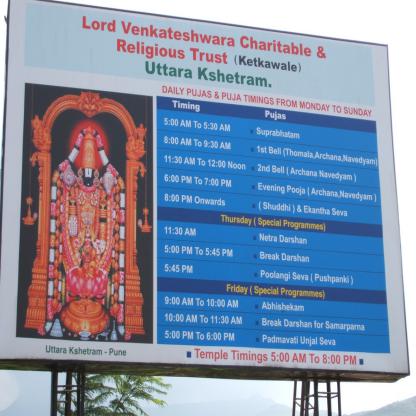 Lord Venkateshwara Charitable &
Religious Trust (Ketkawale)
Uttara Kshetram.
DAILY PUJAS & PUJA TIMINGS FROM MONDAY TO SUNDAY
Timing Pujas
5:00 AM To 5:30 AM Suprabhatam
8:00 AM To 9:30 AM 1st Bell (Thomala,Archana,Navedyam)
11:30 AM To 12:00 Noon 2nd Bell ( Archana Navedyam )
6:00 PM To 7:00 PM Evening Pooja ( Archana,Navedyam )
8:00 PM Onwards ( Shuddhi ) & Ekantha Seva
Thursday ( Special Programmes)
11:30 AM Netra Darshan
5:00 PM To 5:45 PM Break Darshan
5:45 PM Poolangi Seva ( Pushpanki )
Friday ( Special Programmes)
9:00 AM To 10:00 AM Abhishekam
10:00 AM To 11:30 AM Break Darshan for Samarparna
5:00 PM To 6:00 PM Padmavati Unjal Seva
Uttara Kshetram - Pune
Temple Timings 5:00 AM To 8:00 PM